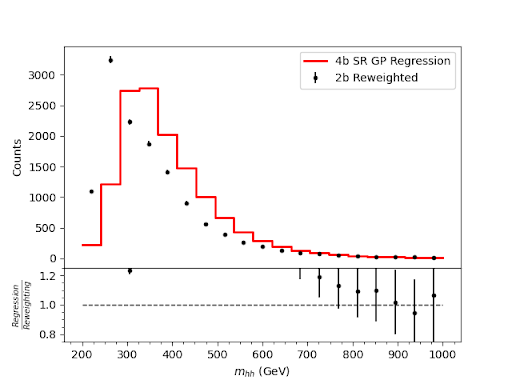 4b SR GP Regression
2b Reweighted
Counts
3000
2500
2000
1500
1000
500
0
Regression
Reweighting
1.2
1.0
0.8
200 300 400 500 600 700 800 900 1000
m_hh (GeV)